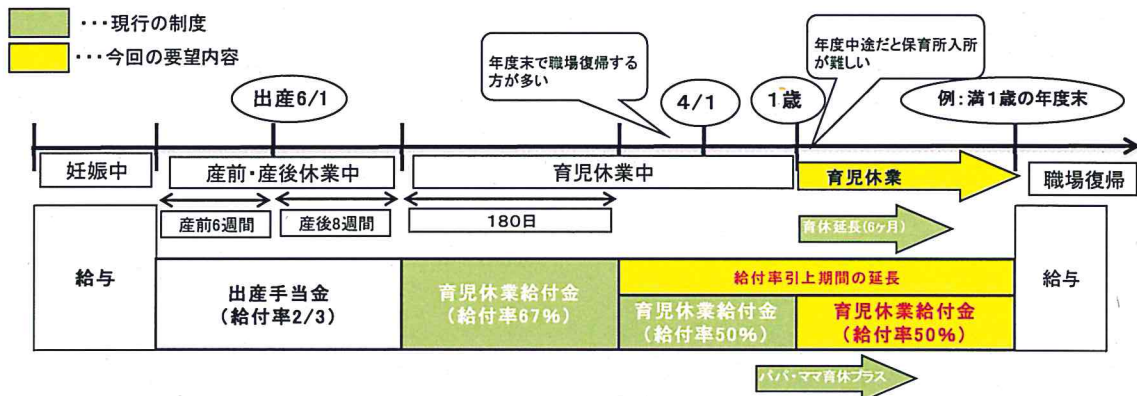 ･･･現行の制度
･･･今回の要望内容
年度末で職場復帰する
方が多い
年度中途だと保育所入所
が難しい
出産6/1
4/1
1歳
例：満1歳の年度末
妊娠中
産前・産後休業中
育児休業中
育児休業
職場復帰
産前6週間
産後8週間
180日
育休延長(6ヶ月)
給与
出産手当金
(給付率2/3)
育児休業給付金
(給付率67%)
給付率引上期間の延長
育児休業給付金
(給付率50%)
育児休業給付金
(給付率50%)
給与
パパ・ママ育休プラス